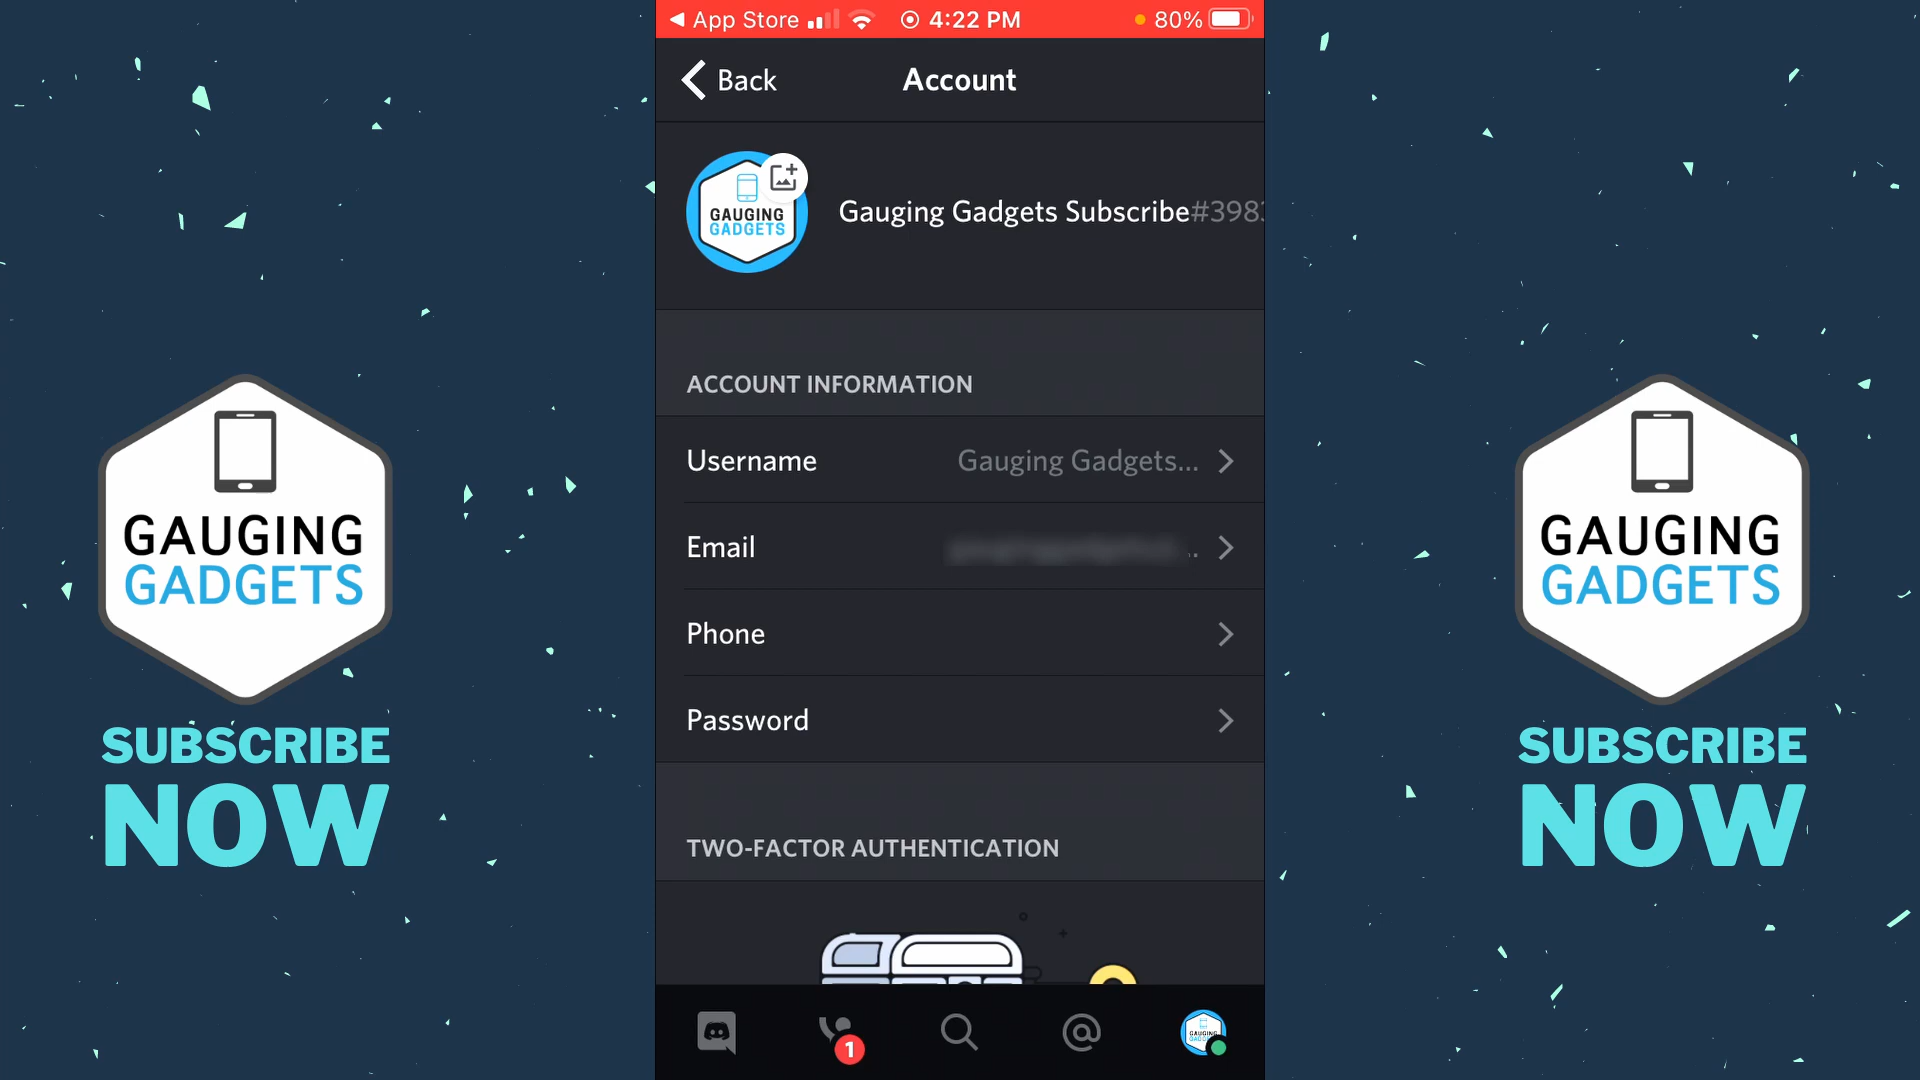 App Store
4:22 PM
80%
Back
Account
GAUGING
GADGETS
Gauging Gadgets Subscribe#398
ACCOUNT INFORMATION
Username
Gauging Gadgets...
Email
Phone
Password
TWO-FACTOR AUTHENTICATION
1
GAUGING
GADGETS
SUBSCRIBE
NOW
GAUGING
GADGETS
SUBSCRIBE
NOW